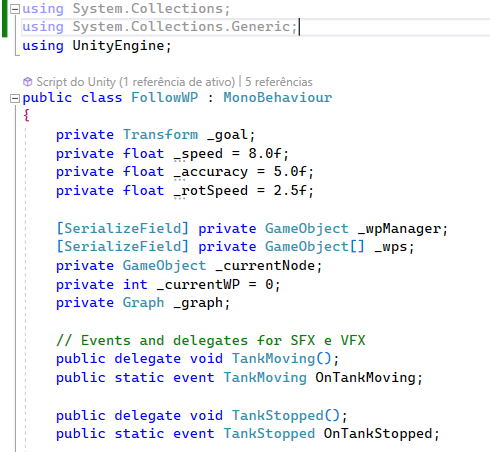 using System.Collections;
using System.Collections.Generic;
using UnityEngine;
Script do Unity (1 referência de ativo) | 5 referências
public class FollowWP : MonoBehaviour
{
private Transform _goal;
private float _speed = 8.0f;
private float _accuracy = 5.0f;
private float _rotSpeed = 2.5f;
[SerializeField] private GameObject _wpManager;
[SerializeField] private GameObject[] _wps;
private GameObject _currentNode;
private int _currentWP = 0;
private Graph _graph;
// Events and delegates for SFX e VFX
public delegate void TankMoving();
public static event TankMoving OnTankMoving;
public delegate void TankStopped();
public static event TankStopped OnTankStopped;